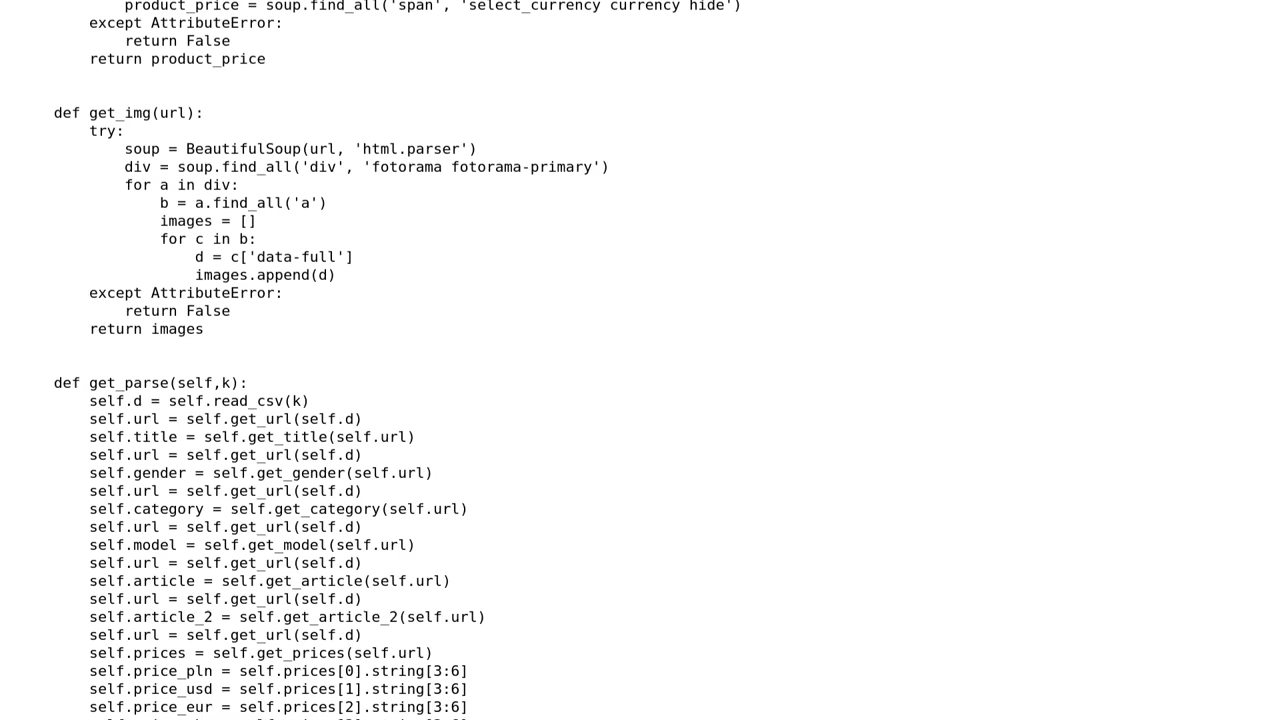 product_price = soup.find_all('span', 'select_currency currency hide')
except AttributeError:
return False
return product_price
def get_img(url):
try:
soup = BeautifulSoup(url, 'html.parser')
div = soup.find_all('div', 'fotorama fotorama-primary')
for a in div:
b = a.find_all('a')
images = []
for c in b:
d = c['data-full']
images.append(d)
except AttributeError:
return False
return images
def get_parse(self,k):
self.d = self.read_csv(k)
self.url = self.get_url(self.d)
self.title = self.get_title(self.url)
self.url = self.get_url(self.d)
self.gender = self.get_gender(self.url)
self.url = self.get_url(self.d)
self.category = self.get_category(self.url)
self.url = self.get_url(self.d)
self.model = self.get_model(self.url)
self.url = self.get_url(self.d)
self.article = self.get_article(self.url)
self.url = self.get_url(self.d)
self.article_2 = self.get_article_2(self.url)
self.url = self.get_url(self.d)
self.prices = self.get_prices(self.url)
self.price_pln = self.prices[0].string[3:6]
self.price_usd = self.prices[1].string[3:6]
self.price_eur = self.prices[2].string[3:6]